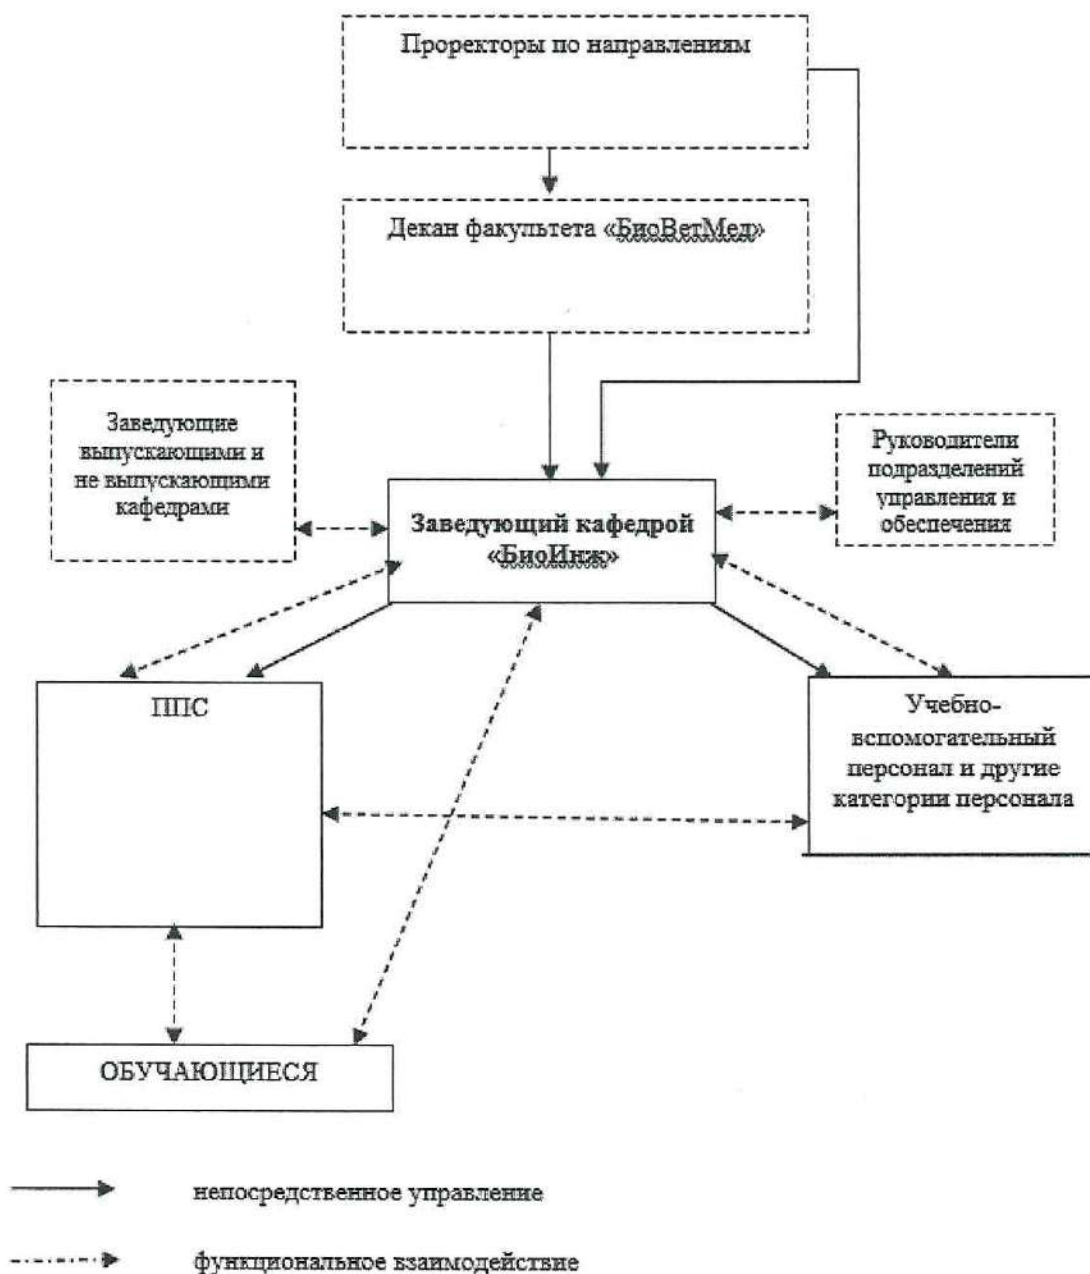 Проректоры по направлениям
Декан факультета «БиоВетМед»
Заведующие
выпускающими и
не выпускающими
кафедрами
Руководители
подразделений
управления и
обеспечения
Заведующий кафедрой
«БиоИнж»
ППС
Учебно-
вспомогательный
персонал и другие
категории персонала
ОБУЧАЮЩИЕСЯ
непосредственное управление
функциональное взаимодействие